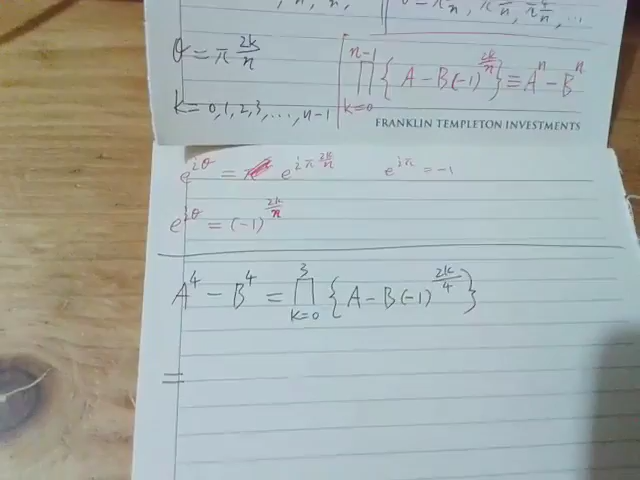 θ = π 2k/n
∏_{k=0}^{n-1} { A - B(-1)^{2k/n} } ≡ A^n - B^n
k = 0, 1, 2, 3, ..., n-1
FRANKLIN TEMPLETON INVESTMENTS
e^{iθ} = e^{iπ 2k/n} e^{iπ} = -1
e^{iθ} = (-1)^{2k/n}
A^4 - B^4 = ∏_{k=0}^{3} { A - B(-1)^{2k/4} }
=